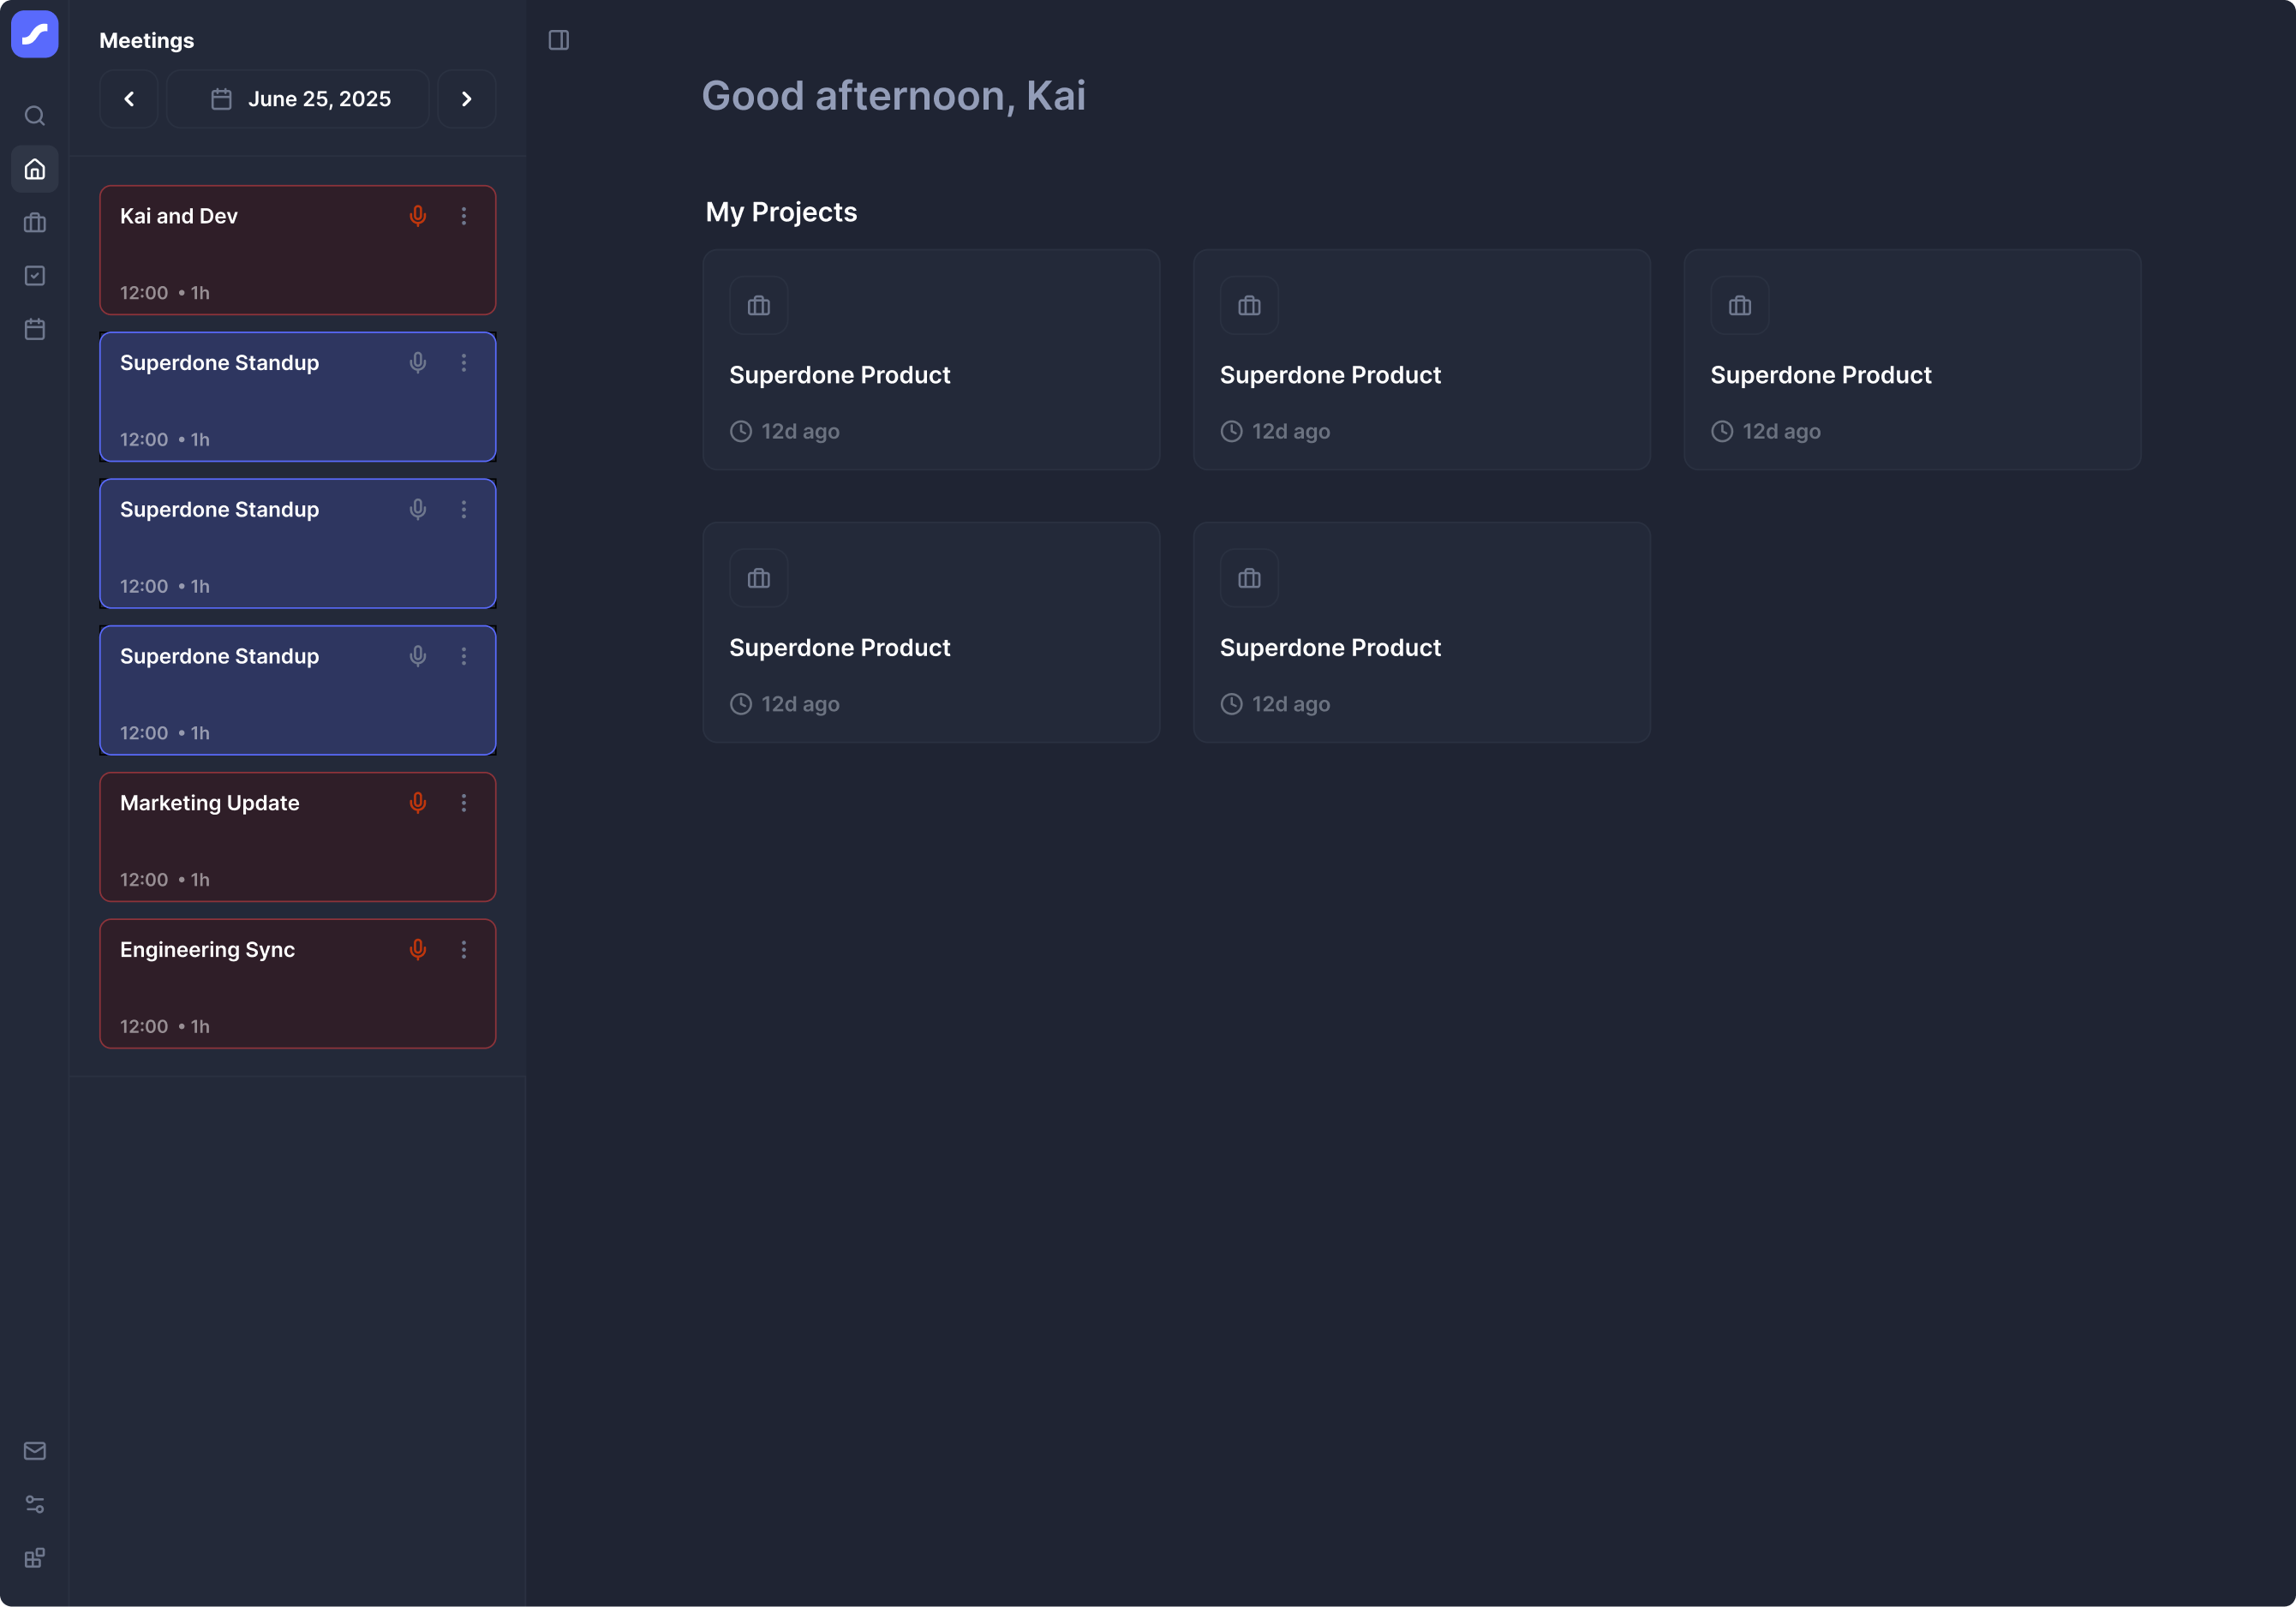 Meetings
June 25, 2025
Kai and Dev
12:00 • 1h
Superdone Standup
12:00 • 1h
Superdone Standup
12:00 • 1h
Superdone Standup
12:00 • 1h
Marketing Update
12:00 • 1h
Engineering Sync
12:00 • 1h
Good afternoon, Kai
My Projects
Superdone Product
12d ago
Superdone Product
12d ago
Superdone Product
12d ago
Superdone Product
12d ago
Superdone Product
12d ago